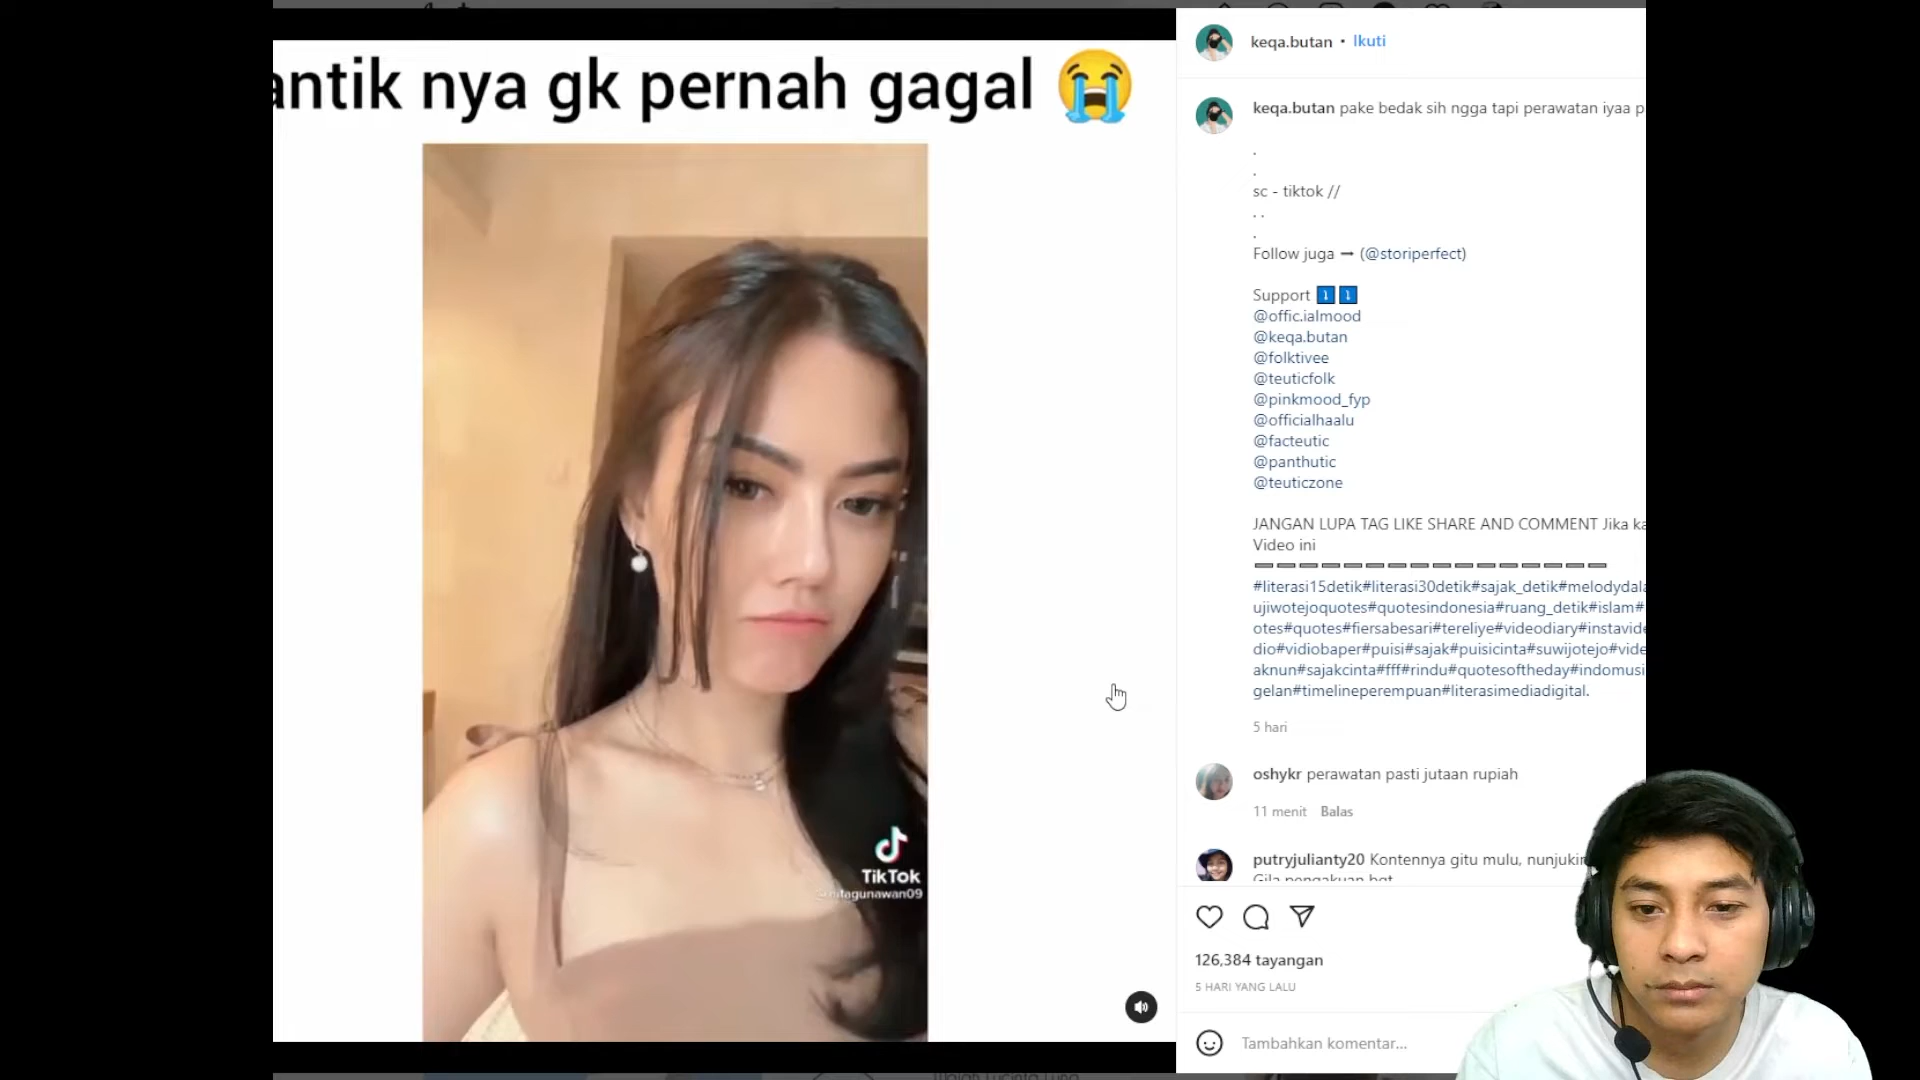 antik nya gk pernah gagal 😭
TikTok
keqa.butan • Ikuti
keqa.butan pake bedak sih ngga tapi perawatan iyaa p
.
.
sc - tiktok //
. .
.
Follow juga ➞ (@storiperfect)
Support
@offic.ialmood
@keqa.butan
@folktivee
@teuticfolk
@pinkmood_fyp
@officialhaalu
@facteutic
@panthutic
@teuticzone
JANGAN LUPA TAG LIKE SHARE AND COMMENT Jika ka
Video ini
#literasi15detik#literasi30detik#sajak_detik#melodydala
ujiwotejoquotes#quotesindonesia#ruang_detik#islam#
otes#quotes#fiersabesari#tereliye#videodiary#instavide
dio#vidiobaper#puisi#sajak#puisicinta#suwijotejo#vide
aknun#sajakcinta#fff#rindu#quotesoftheday#indomusi
gelan#timelineperempuan#literasimediadigital.
5 hari
oshykr perawatan pasti jutaan rupiah
11 menit Balas
putryjulianty20 Kontennya gitu mulu, nunjukin
Gila pengakuan bgt
126,384 tayangan
5 HARI YANG LALU
Tambahkan komentar...